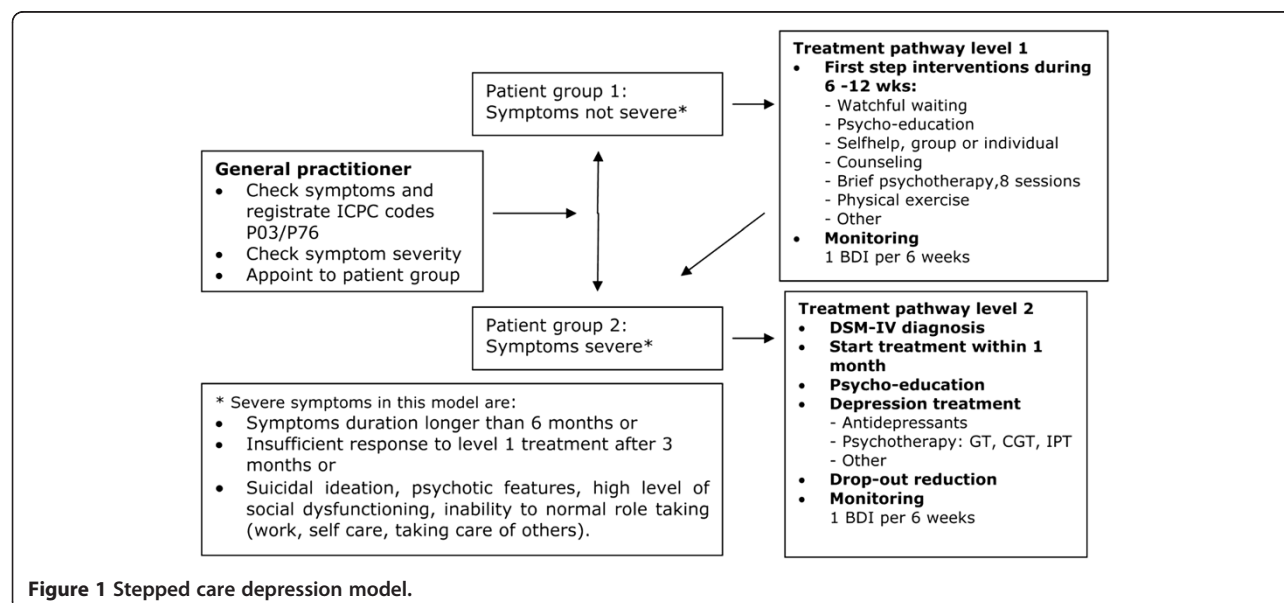 General practitioner
• Check symptoms and
registrate ICPC codes
P03/P76
• Check symptom severity
• Appoint to patient group
Patient group 1:
Symptoms not severe*
Treatment pathway level 1
• First step interventions during
6 -12 wks:
- Watchful waiting
- Psycho-education
- Selfhelp, group or individual
- Counseling
- Brief psychotherapy,8 sessions
- Physical exercise
- Other
• Monitoring
1 BDI per 6 weeks
Patient group 2:
Symptoms severe*
Treatment pathway level 2
• DSM-IV diagnosis
• Start treatment within 1
month
• Psycho-education
• Depression treatment
- Antidepressants
- Psychotherapy: GT, CGT, IPT
- Other
• Drop-out reduction
• Monitoring
1 BDI per 6 weeks
* Severe symptoms in this model are:
• Symptoms duration longer than 6 months or
• Insufficient response to level 1 treatment after 3
months or
• Suicidal ideation, psychotic features, high level of
social dysfunctioning, inability to normal role taking
(work, self care, taking care of others).
Figure 1 Stepped care depression model.